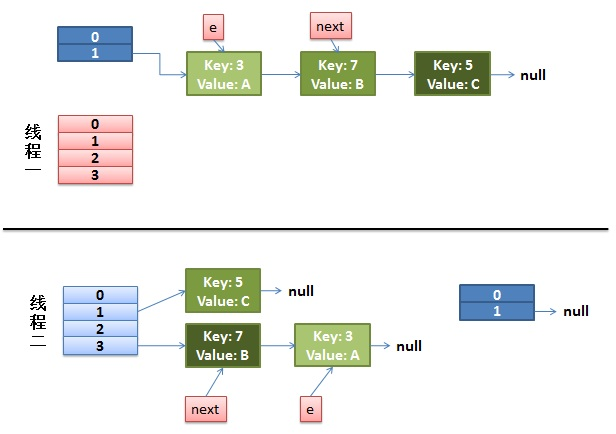 0
1
e
next
Key: 3
Value: A
Key: 7
Value: B
Key: 5
Value: C
null
线程一
0
1
2
3
线程二
0
1
2
3
Key: 5
Value: C
null
Key: 7
Value: B
Key: 3
Value: A
null
next
e
0
1
null